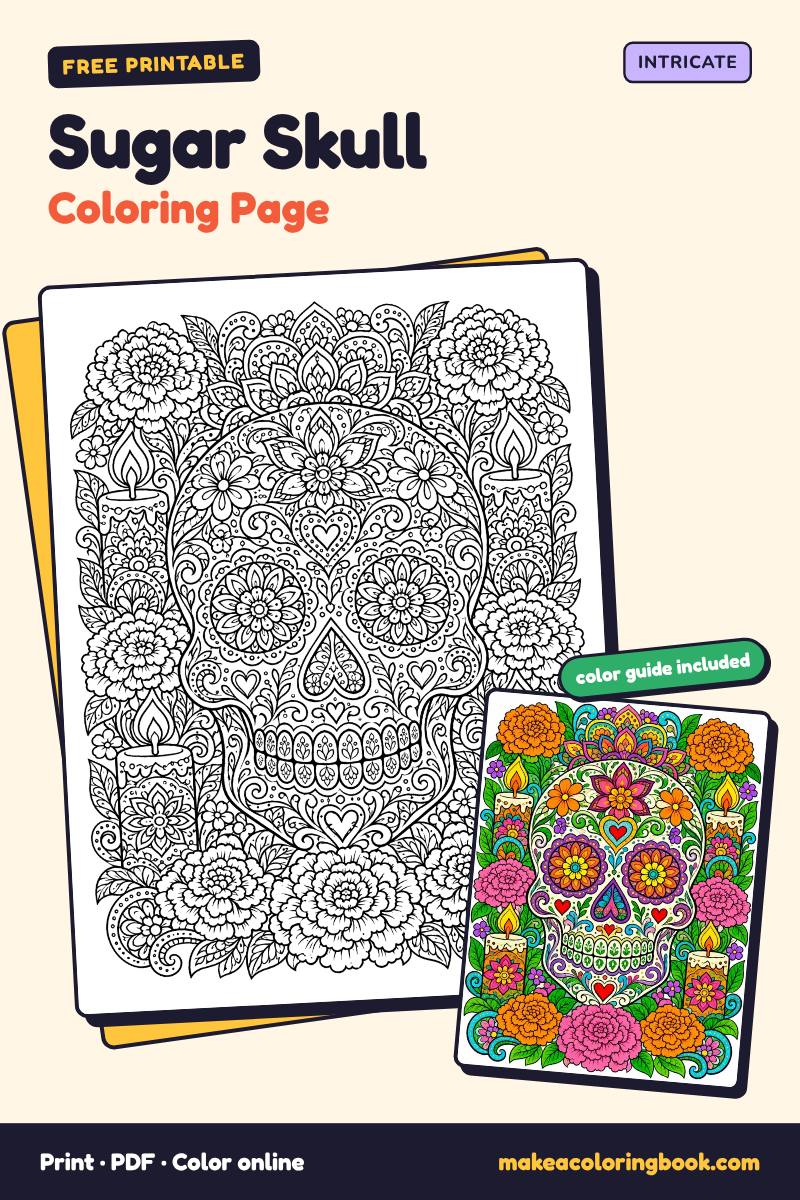 FREE PRINTABLE
INTRICATE
Sugar Skull
Coloring Page
color guide included
Print · PDF · Color online
makeacoloringbook.com